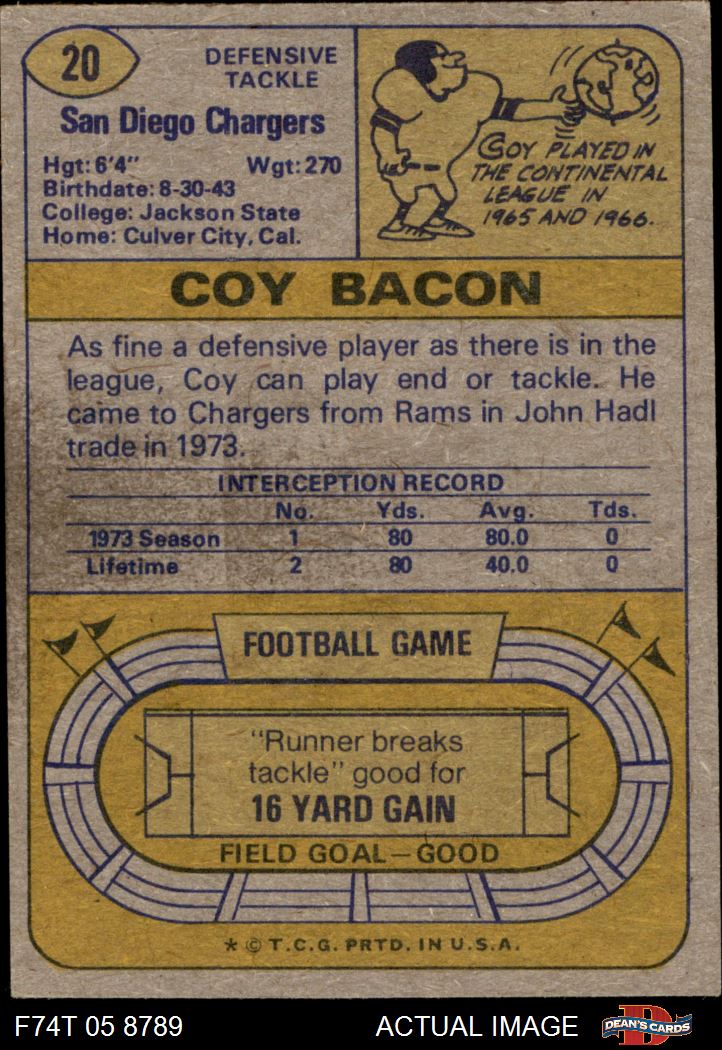 20
DEFENSIVE
TACKLE
San Diego Chargers
Hgt: 6'4" Wgt: 270
Birthdate: 8-30-43
College: Jackson State
Home: Culver City, Cal.
COY PLAYED IN
THE CONTINENTAL
LEAGUE IN
1965 AND 1966.
COY BACON
As fine a defensive player as there is in the
league, Coy can play end or tackle. He
came to Chargers from Rams in John Hadl
trade in 1973.
INTERCEPTION RECORD
No. Yds. Avg. Tds.
1973 Season 1 80 80.0 0
Lifetime 2 80 40.0 0
FOOTBALL GAME
"Runner breaks
tackle" good for
16 YARD GAIN
FIELD GOAL—GOOD
* © T.C.G. PRTD. IN U.S.A.
F74T 05 8789 ACTUAL IMAGE DEAN'S CARDS